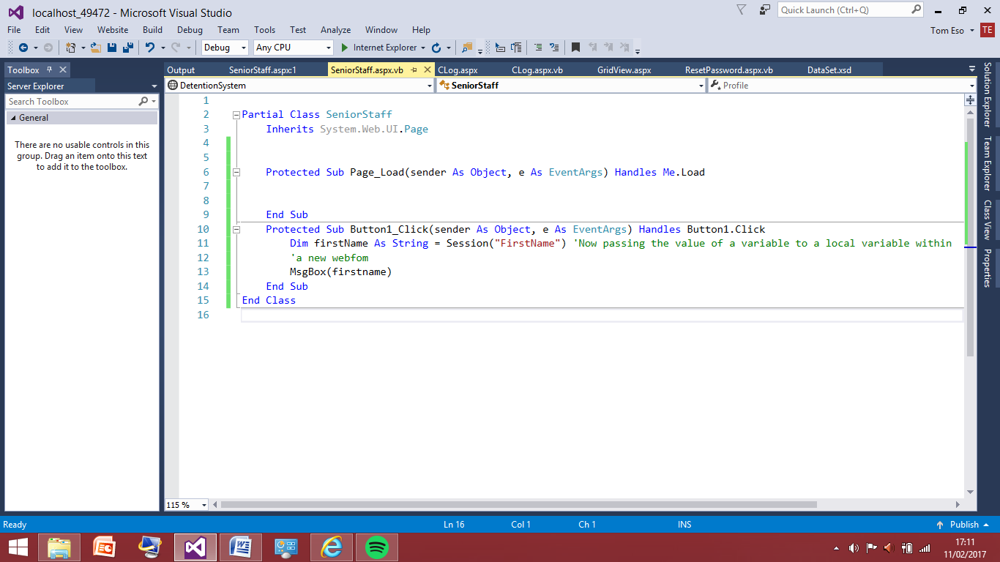 localhost_49472 - Microsoft Visual Studio
Quick Launch (Ctrl+Q)
File Edit View Website Build Debug Team Tools Test Analyze Window Help
Tom Eso TE
Debug Any CPU Internet Explorer
Toolbox
Output SeniorStaff.aspx:1 SeniorStaff.aspx.vb CLog.aspx CLog.aspx.vb GridView.aspx ResetPassword.aspx.vb DataSet.xsd
Server Explorer
DetentionSystem SeniorStaff Profile
Search Toolbox
General
There are no usable controls in this
group. Drag an item onto this text
to add it to the toolbox.
1
2 Partial Class SeniorStaff
3 Inherits System.Web.UI.Page
4
5
6 Protected Sub Page_Load(sender As Object, e As EventArgs) Handles Me.Load
7
8
9 End Sub
10 Protected Sub Button1_Click(sender As Object, e As EventArgs) Handles Button1.Click
11 Dim firstName As String = Session("FirstName") 'Now passing the value of a variable to a local variable within
12 'a new webfom
13 MsgBox(firstname)
14 End Sub
15 End Class
16
Solution Explorer
Team Explorer
Class View
Properties
115 %
Ready Ln 16 Col 1 Ch 1 INS Publish
17:11
11/02/2017